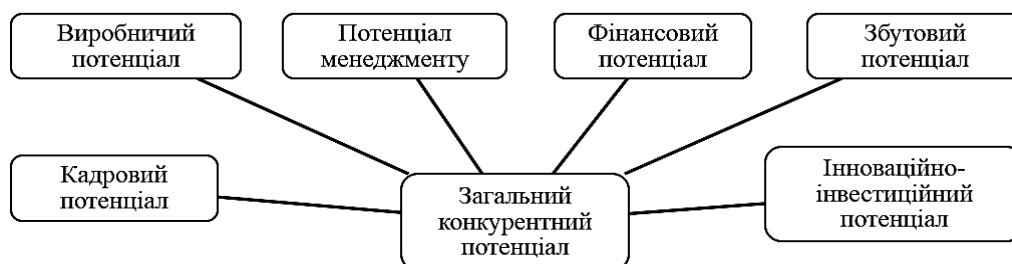 Виробничий
потенціал
Потенціал
менеджменту
Фінансовий
потенціал
Збутовий
потенціал
Кадровий
потенціал
Загальний
конкурентний
потенціал
Інноваційно-
інвестиційний
потенціал